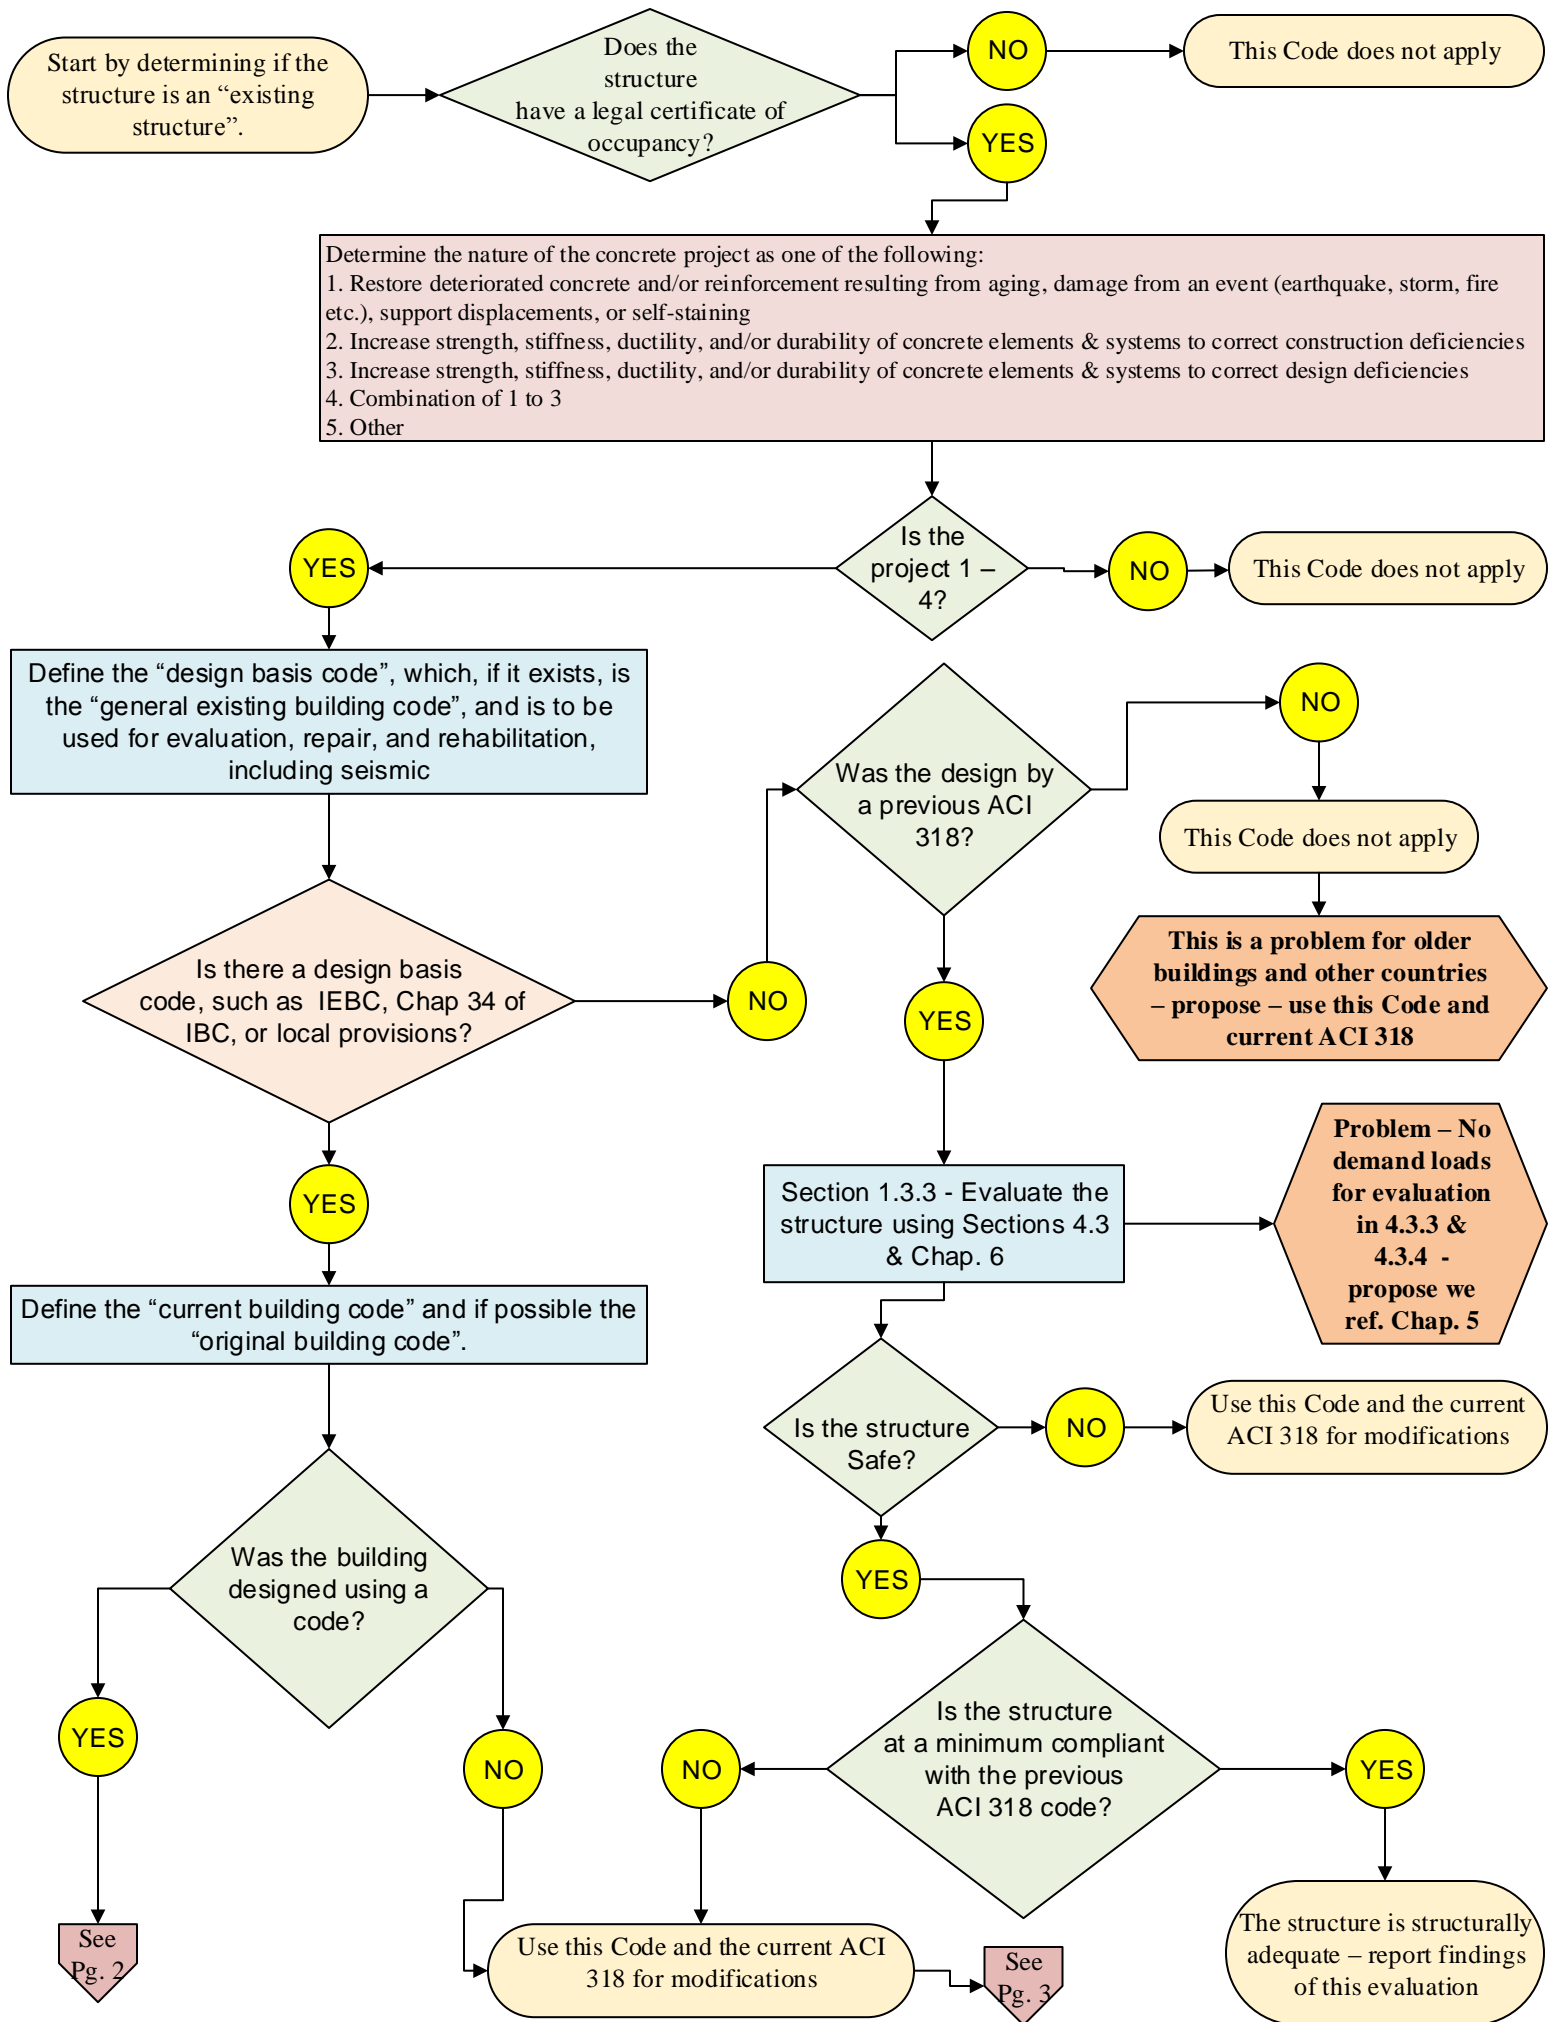 Start by determining if the
structure is an “existing
structure”.
Does the
structure
have a legal certificate of
occupancy?
NO
This Code does not apply
YES
Determine the nature of the concrete project as one of the following:
1. Restore deteriorated concrete and/or reinforcement resulting from aging, damage from an event (earthquake, storm, fire
etc.), support displacements, or self-staining
2. Increase strength, stiffness, ductility, and/or durability of concrete elements & systems to correct construction deficiencies
3. Increase strength, stiffness, ductility, and/or durability of concrete elements & systems to correct design deficiencies
4. Combination of 1 to 3
5. Other
Is the
project 1 –
4?
YES
NO
This Code does not apply
Define the “design basis code”, which, if it exists, is
the “general existing building code”, and is to be
used for evaluation, repair, and rehabilitation,
including seismic
Was the design by
a previous ACI
318?
NO
This Code does not apply
This is a problem for older
buildings and other countries
– propose – use this Code and
current ACI 318
Is there a design basis
code, such as  IEBC, Chap 34 of
IBC, or local provisions?
NO
YES
YES
Section 1.3.3 - Evaluate the
structure using Sections 4.3
& Chap. 6
Problem – No
demand loads
for evaluation
in 4.3.3 &
4.3.4  -
propose we
ref. Chap. 5
Define the “current building code” and if possible the
“original building code”.
Is the structure
Safe?
NO
Use this Code and the current
ACI 318 for modifications
YES
Was the building
designed using a
code?
YES
NO
Is the structure
at a minimum compliant
with the previous
ACI 318 code?
NO
YES
See
Pg. 2
Use this Code and the current ACI
318 for modifications
See
Pg. 3
The structure is structurally
adequate – report findings
of this evaluation